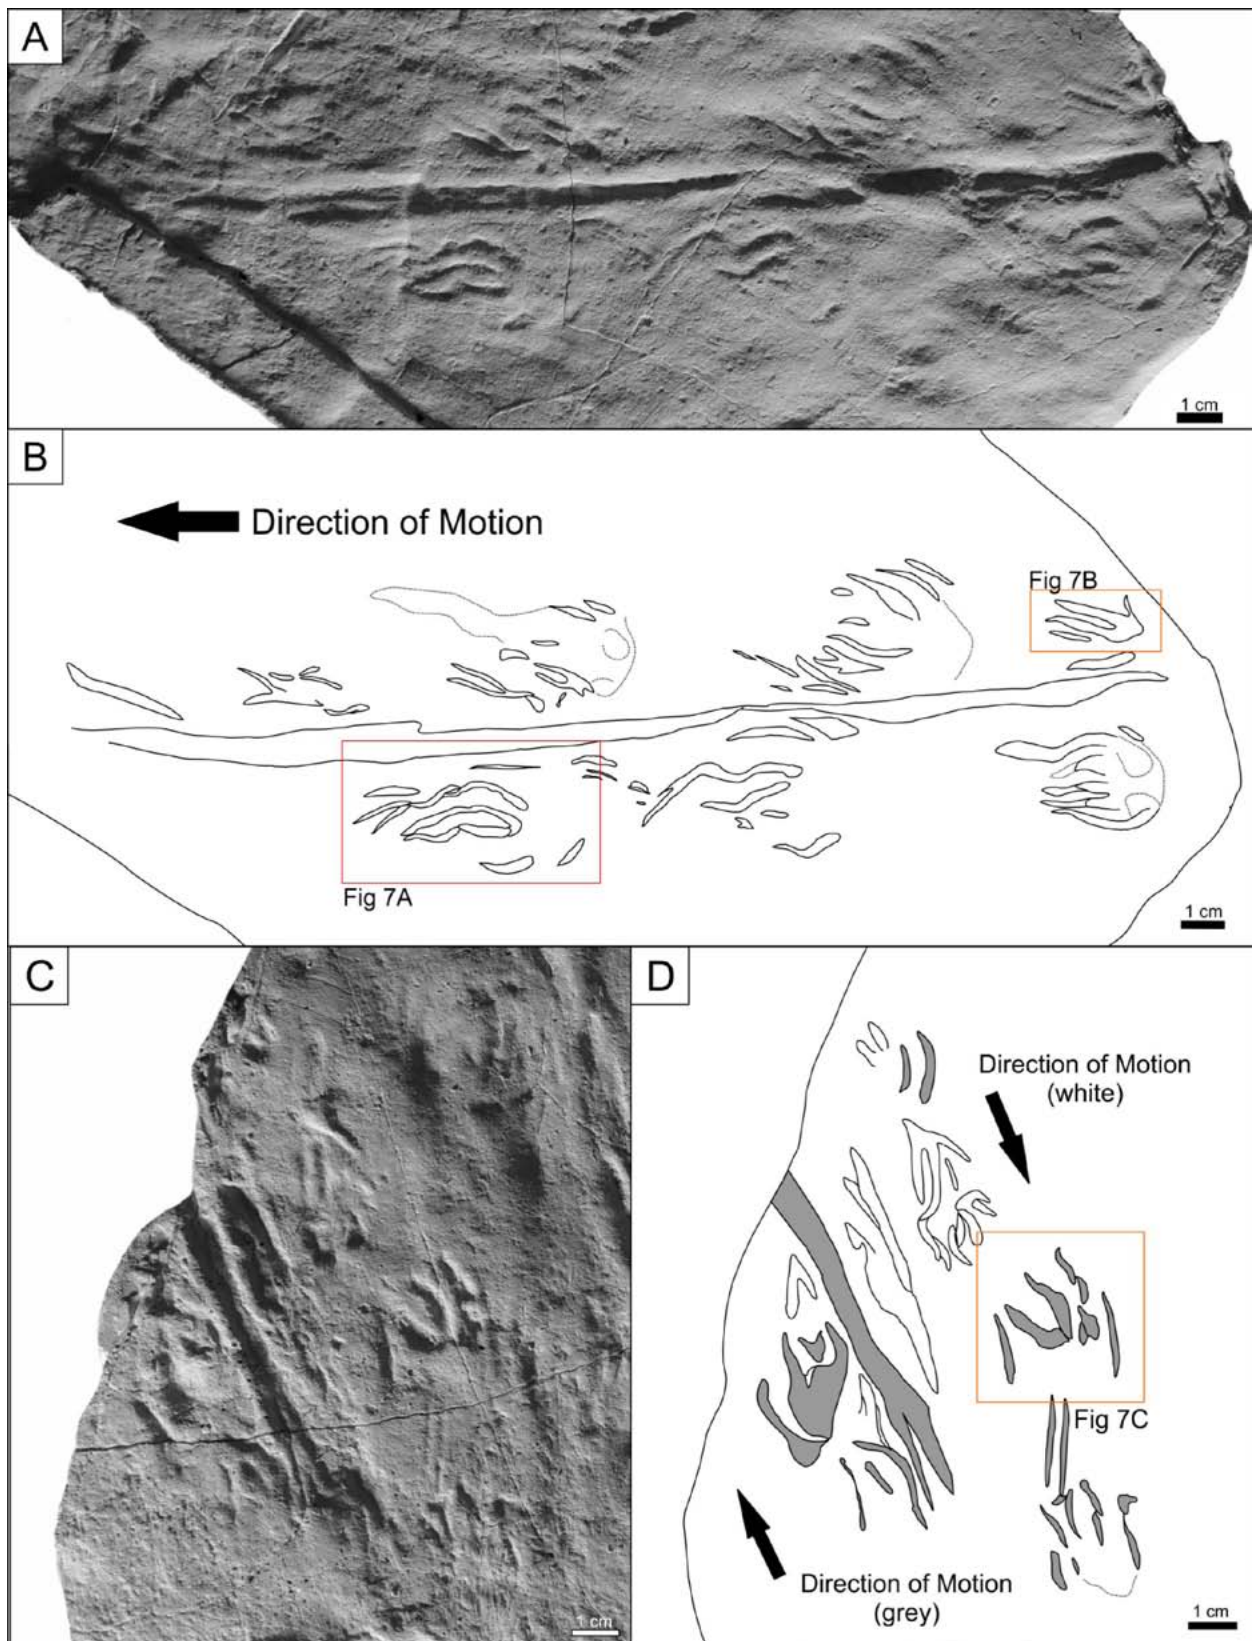 A
1 cm
B
Direction of Motion
Fig 7B
Fig 7A
1 cm
C
1 cm
D
Direction of Motion
(white)
Fig 7C
Direction of Motion
(grey)
1 cm